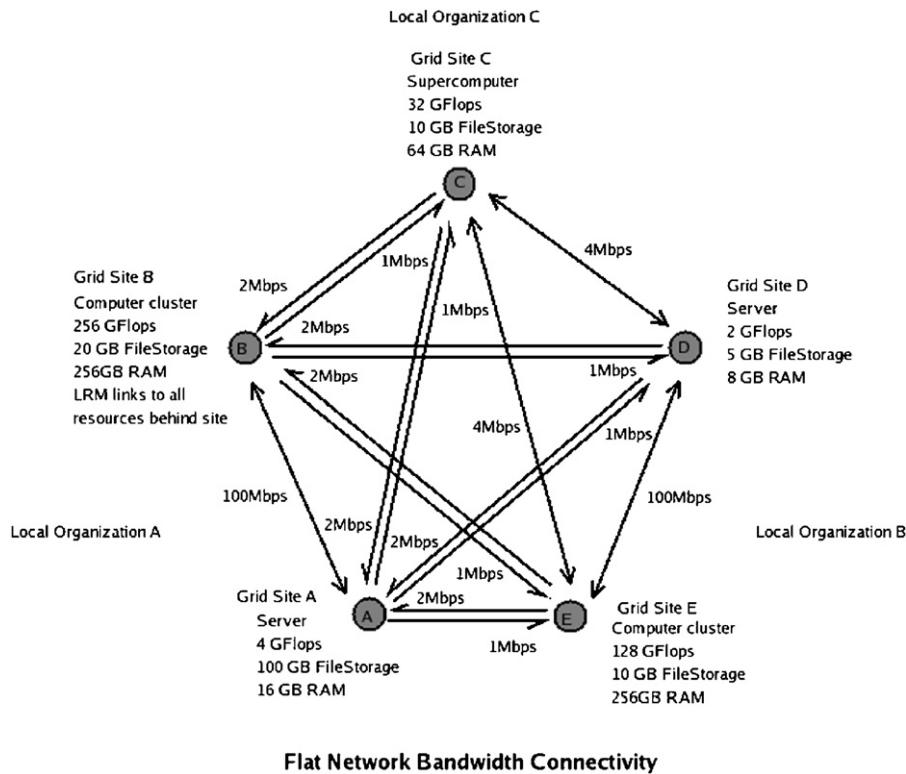 Local Organization C
Grid Site C
Supercomputer
32 GFlops
10 GB FileStorage
64 GB RAM
C
4Mbps
1Mbps
2Mbps
1Mbps
Grid Site B
Computer cluster
256 GFlops
20 GB FileStorage
256GB RAM
LRM links to all
resources behind site
B
2Mbps
2Mbps
Grid Site D
Server
2 GFlops
5 GB FileStorage
8 GB RAM
D
1Mbps
4Mbps
1Mbps
100Mbps
100Mbps
Local Organization A
Local Organization B
2Mbps
2Mbps
1Mbps
Grid Site A
Server
4 GFlops
100 GB FileStorage
16 GB RAM
A
2Mbps
1Mbps
E
Grid Site E
Computer cluster
128 GFlops
10 GB FileStorage
256GB RAM
Flat Network Bandwidth Connectivity